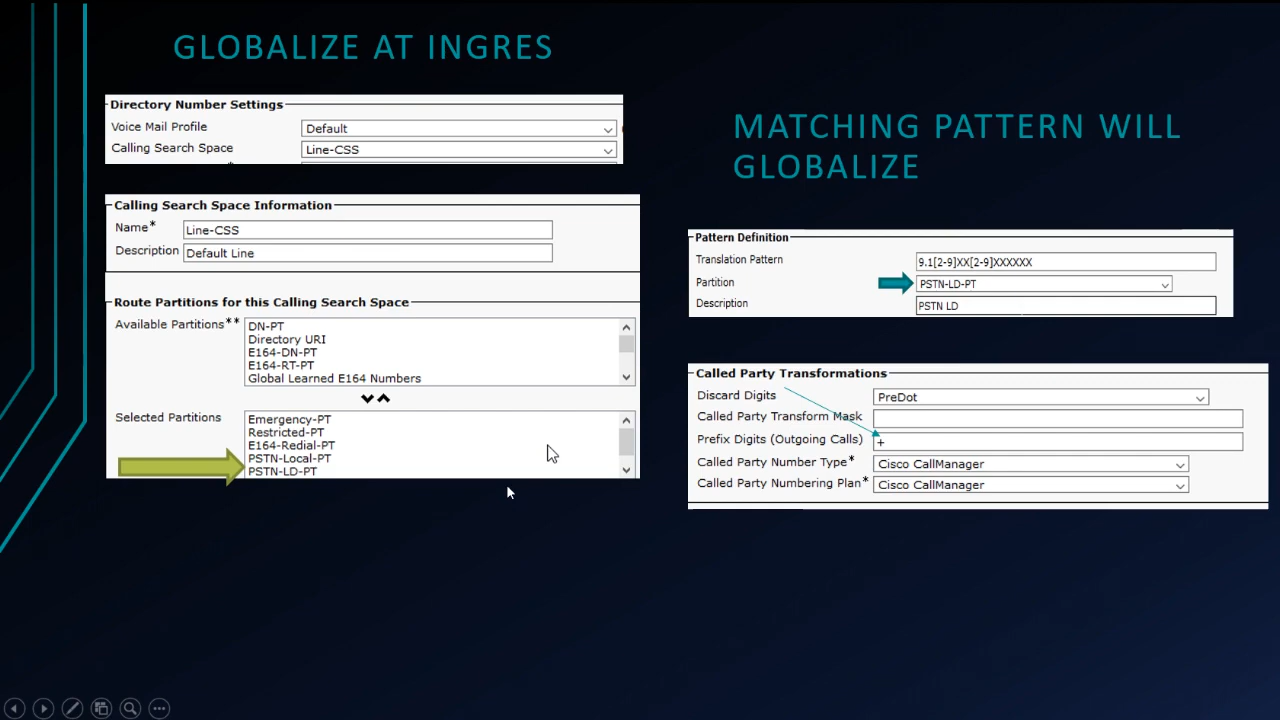 GLOBALIZE AT INGRES
Directory Number Settings
Voice Mail Profile Default
Calling Search Space Line-CSS
Calling Search Space Information
Name* Line-CSS
Description Default Line
Route Partitions for this Calling Search Space
Available Partitions** DN-PT
Directory URI
E164-DN-PT
E164-RT-PT
Global Learned E164 Numbers
Selected Partitions Emergency-PT
Restricted-PT
E164-Redial-PT
PSTN-Local-PT
PSTN-LD-PT
MATCHING PATTERN WILL
GLOBALIZE
Pattern Definition
Translation Pattern 9.1[2-9]XX[2-9]XXXXXX
Partition PSTN-LD-PT
Description PSTN LD
Called Party Transformations
Discard Digits PreDot
Called Party Transform Mask
Prefix Digits (Outgoing Calls) +
Called Party Number Type* Cisco CallManager
Called Party Numbering Plan* Cisco CallManager